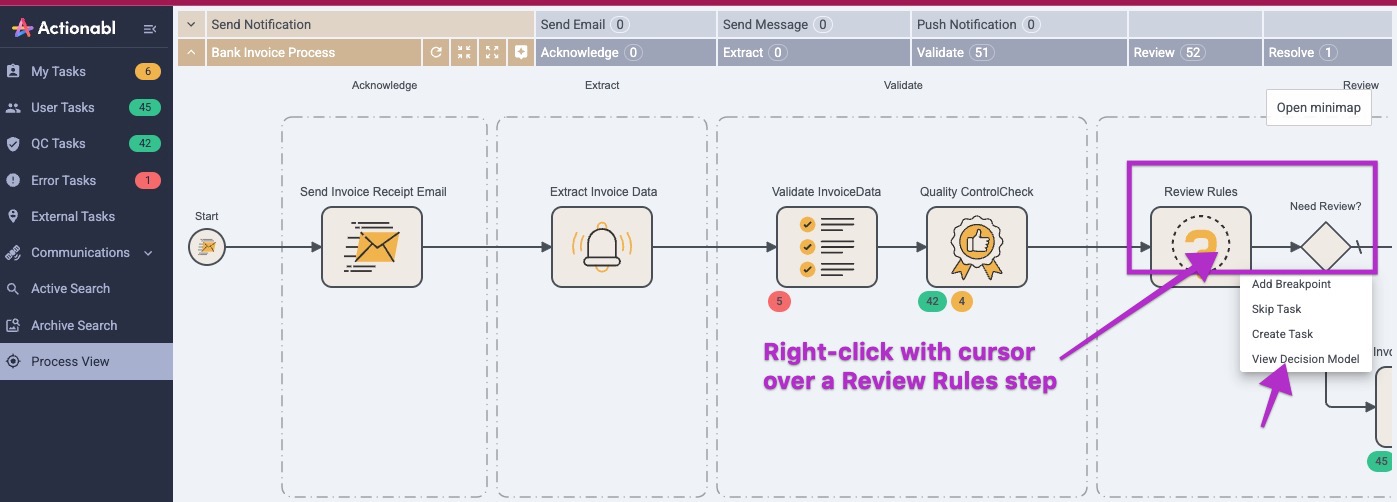 Actionabl
Send Notification
Send Email 0
Send Message 0
Push Notification 0
Bank Invoice Process
Acknowledge 0
Extract 0
Validate 51
Review 52
Resolve 1
My Tasks 6
User Tasks 45
QC Tasks 42
Error Tasks 1
External Tasks
Communications
Active Search
Archive Search
Process View
Acknowledge
Extract
Validate
Review
Open minimap
Start
Send Invoice Receipt Email
Extract Invoice Data
Validate InvoiceData
Quality ControlCheck
Review Rules
Need Review?
5
42
4
Add Breakpoint
Skip Task
Create Task
View Decision Model
Right-click with cursor
over a Review Rules step
45